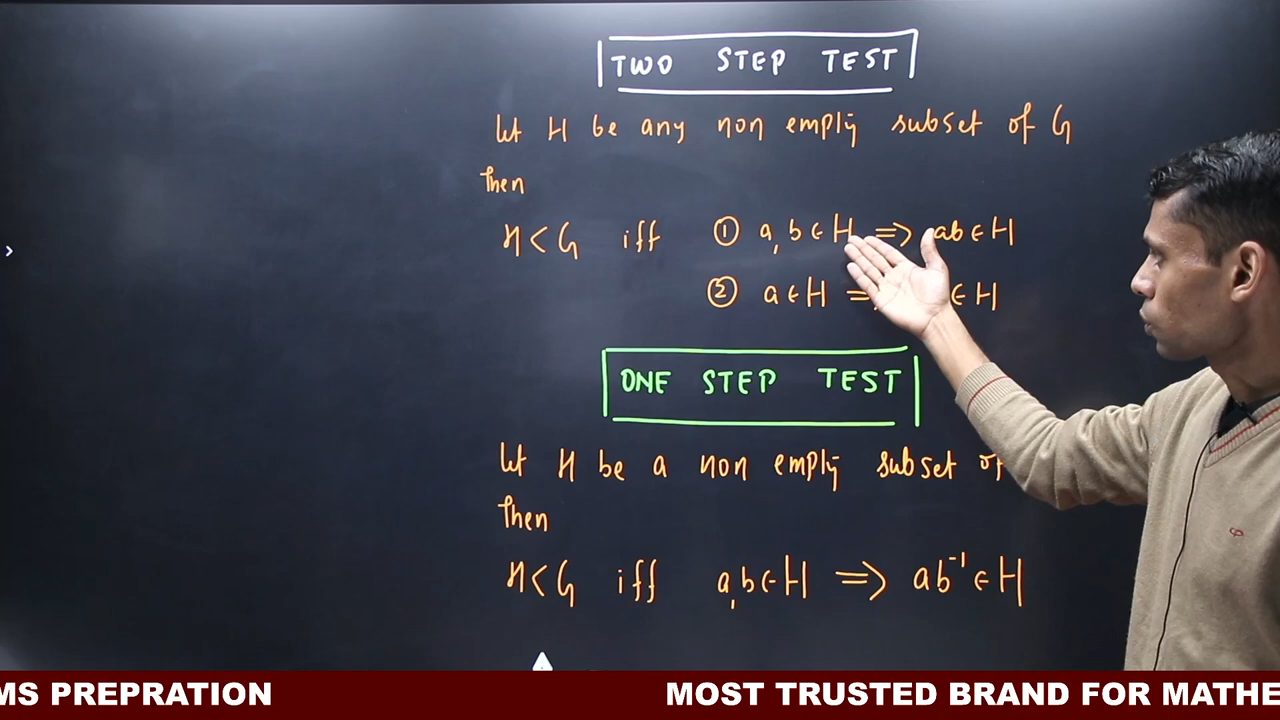 TWO STEP TEST
Let H be any non empty subset of G
then
H < G iff ① a, b ∈ H => ab ∈ H
② a ∈ H => ∈ H
ONE STEP TEST
Let H be a non empty subset of
then
H < G iff a, b ∈ H => ab⁻¹ ∈ H
MS PREPRATION MOST TRUSTED BRAND FOR MATHE